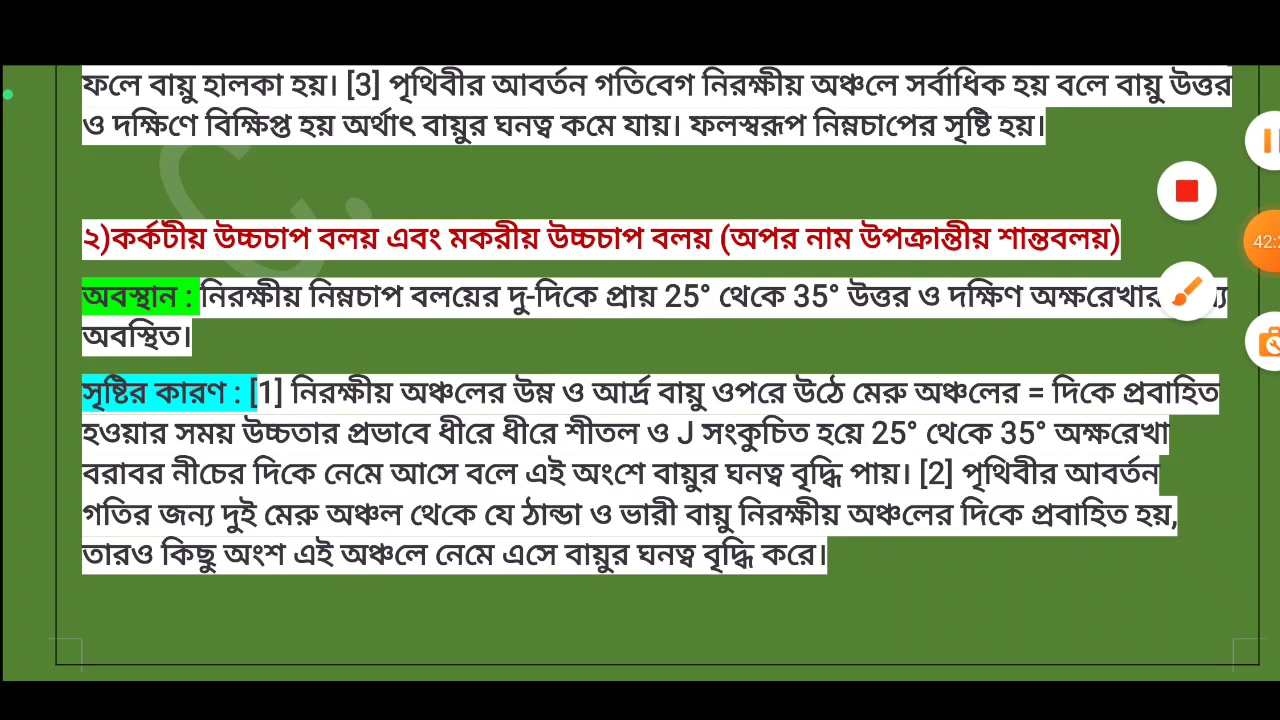 ফলে বায়ু হালকা হয়। [3] পৃথিবীর আবর্তন গতিবেগ নিরক্ষীয় অঞ্চলে সর্বাধিক হয় বলে বায়ু উত্তর
ও দক্ষিণে বিক্ষিপ্ত হয় অর্থাৎ বায়ুর ঘনত্ব কমে যায়। ফলস্বরূপ নিম্নচাপের সৃষ্টি হয়।
২)কর্কটীয় উচ্চচাপ বলয় এবং মকরীয় উচ্চচাপ বলয় (অপর নাম উপক্রান্তীয় শান্তবলয়)
অবস্থান : নিরক্ষীয় নিম্নচাপ বলয়ের দু-দিকে প্রায় 25° থেকে 35° উত্তর ও দক্ষিণ অক্ষরেখার
অবস্থিত।
সৃষ্টির কারণ : [1] নিরক্ষীয় অঞ্চলের উম্ন ও আর্দ্র বায়ু ওপরে উঠে মেরু অঞ্চলের = দিকে প্রবাহিত
হওয়ার সময় উচ্চতার প্রভাবে ধীরে ধীরে শীতল ও J সংকুচিত হয়ে 25° থেকে 35° অক্ষরেখা
বরাবর নীচের দিকে নেমে আসে বলে এই অংশে বায়ুর ঘনত্ব বৃদ্ধি পায়। [2] পৃথিবীর আবর্তন
গতির জন্য দুই মেরু অঞ্চল থেকে যে ঠান্ডা ও ভারী বায়ু নিরক্ষীয় অঞ্চলের দিকে প্রবাহিত হয়,
তারও কিছু অংশ এই অঞ্চলে নেমে এসে বায়ুর ঘনত্ব বৃদ্ধি করে।